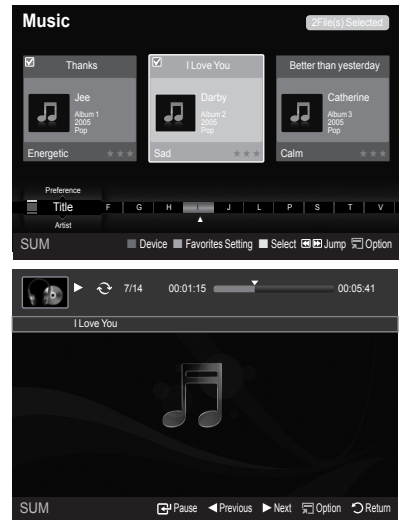 Music
2File(s) Selected
Thanks
Jee
Album 1
2005
Pop
Energetic
I Love You
Darby
Album 2
2005
Pop
Sad
Better than yesterday
Catherine
Album 3
2005
Pop
Calm
Preference
Title F G H I J L P S T V
Artist
SUM Device Favorites Setting Select Jump Option
7/14 00:01:15 00:05:41
I Love You
SUM Pause Previous Next Option Return